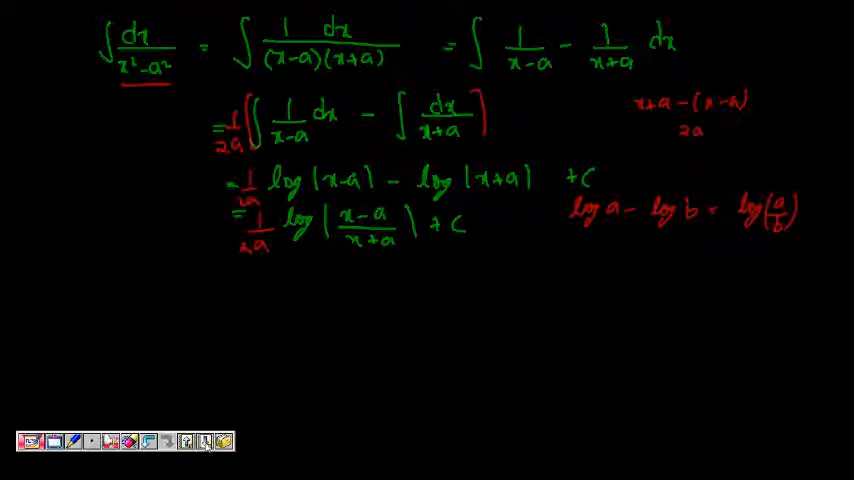 ∫ dx/(x²-a²) = ∫ 1 dx/((x-a)(x+a)) = ∫ 1/(x-a) - 1/(x+a) dx
= 1/2a [∫ 1/(x-a) dx - ∫ dx/(x+a)]
x+a-(x-a)
2a
= 1/2a log|x-a| - log|x+a| +c
= 1/2a log|(x-a)/(x+a)| + c
log a - log b = log(a/b)